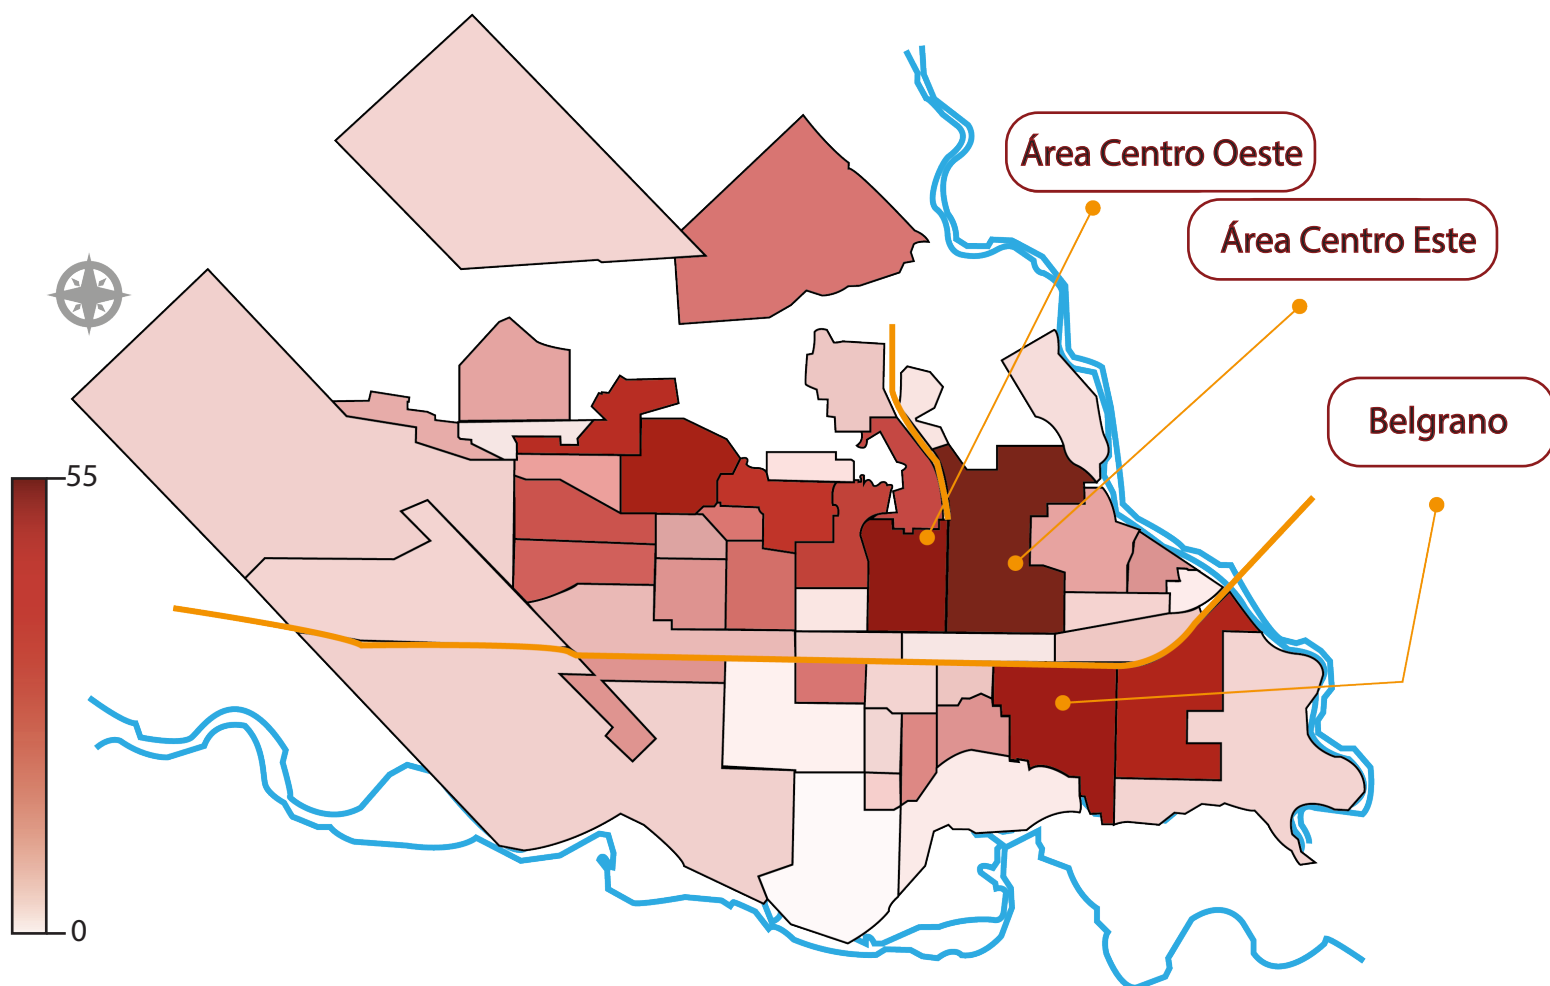 Área Centro Oeste
Área Centro Este
Belgrano
55
0